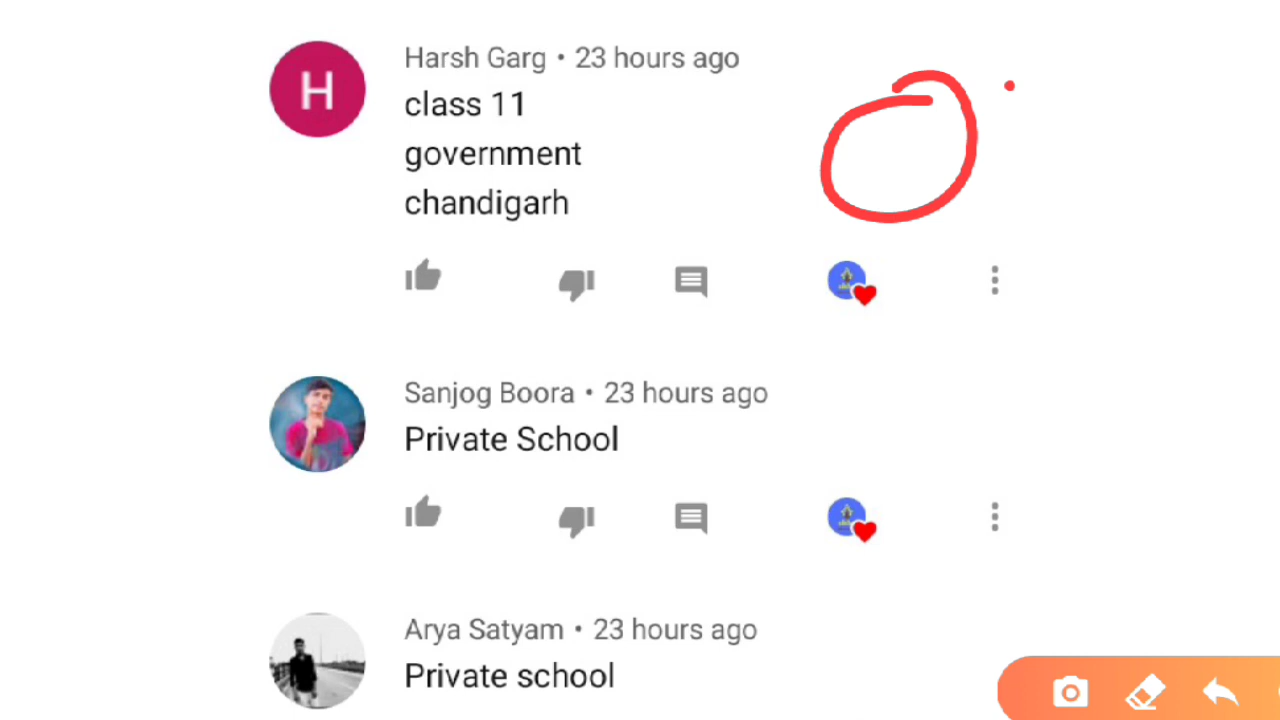 H
Harsh Garg • 23 hours ago
class 11
government
chandigarh
Sanjog Boora • 23 hours ago
Private School
Arya Satyam • 23 hours ago
Private school